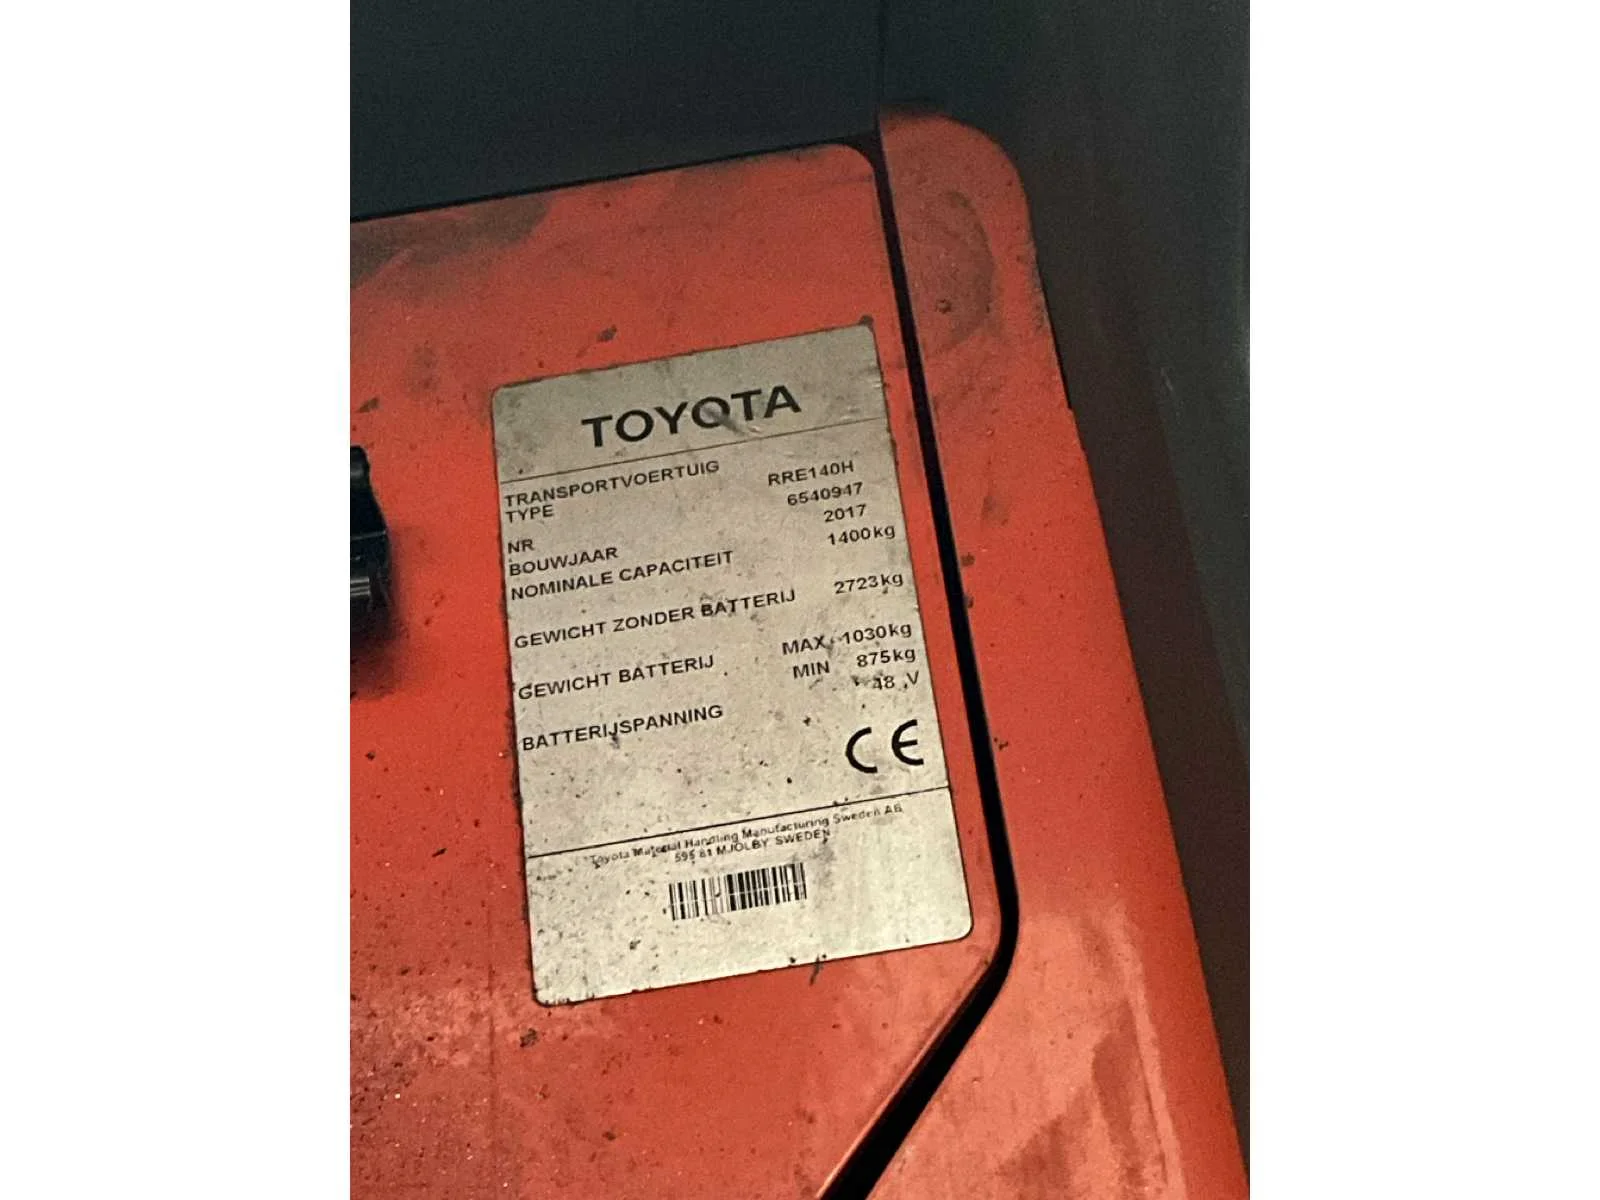 TOYOTA
TRANSPORTVOERTUIG
TYPE RRE140H
NR 6540947
BOUWJAAR 2017
NOMINALE CAPACITEIT 1400kg
GEWICHT ZONDER BATTERIJ 2723kg
GEWICHT BATTERIJ MAX 1030kg
MIN 875kg
BATTERIJSPANNING 48 V
CE
Toyota Material Handling Manufacturing Sweden AB
595 81 MJÖLBY SWEDEN